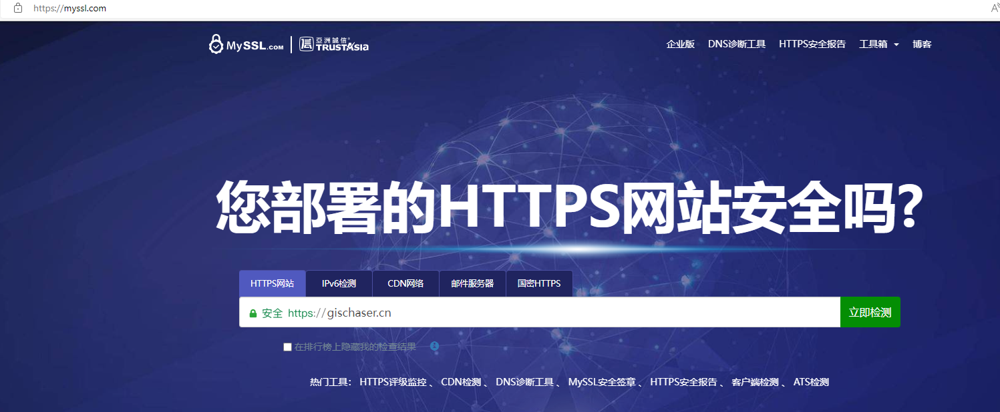 https://myssl.com
MySSL.COM 亞洲誠信 TRUSTASIA 企业版 DNS诊断工具 HTTPS安全报告 工具箱 博客
您部署的HTTPS网站安全吗?
HTTPS网站 IPv6检测 CDN网络 邮件服务器 国密HTTPS
安全 https://gischaser.cn 立即检测
在排行榜上隐藏我的检查结果
热门工具: HTTPS评级监控 、 CDN检测 、 DNS诊断工具 、 MySSL安全签章 、 HTTPS安全报告 、 客户端检测 、 ATS检测